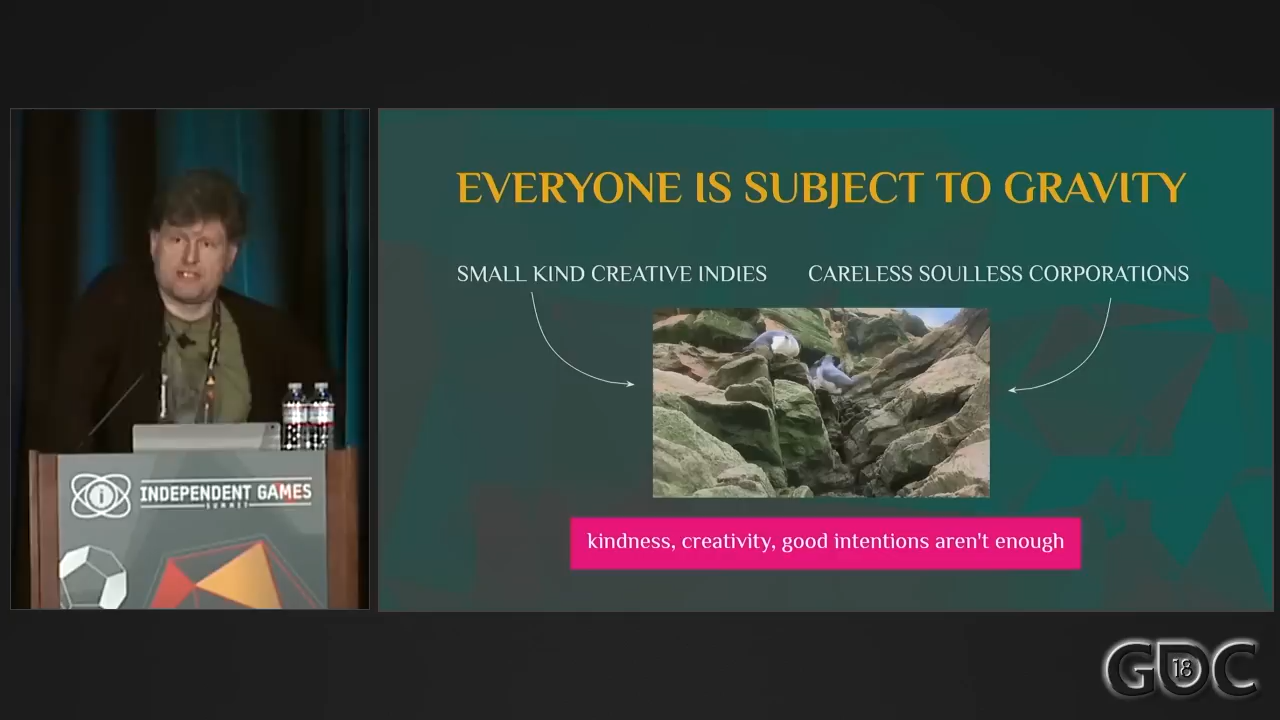 EVERYONE IS SUBJECT TO GRAVITY
SMALL KIND CREATIVE INDIES
CARELESS SOULLESS CORPORATIONS
kindness, creativity, good intentions aren't enough
i
INDEPENDENT GAMES
SUMMIT
GDC
18